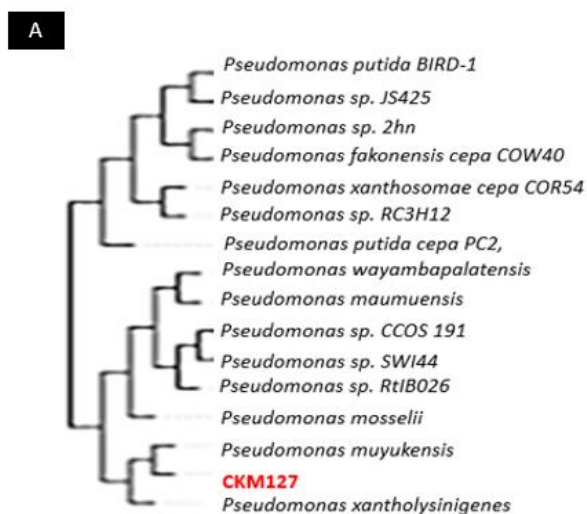 A
Pseudomonas putida BIRD-1
Pseudomonas sp. JS425
Pseudomonas sp. 2hn
Pseudomonas fakonensis cepa COW40
Pseudomonas xanthosomae cepa COR54
Pseudomonas sp. RC3H12
Pseudomonas putida cepa PC2,
Pseudomonas wayambapalatensis
Pseudomonas maumuensis
Pseudomonas sp. CCOS 191
Pseudomonas sp. SWI44
Pseudomonas sp. RtIB026
Pseudomonas mosselii
Pseudomonas muyukensis
CKM127
Pseudomonas xantholysinigenes